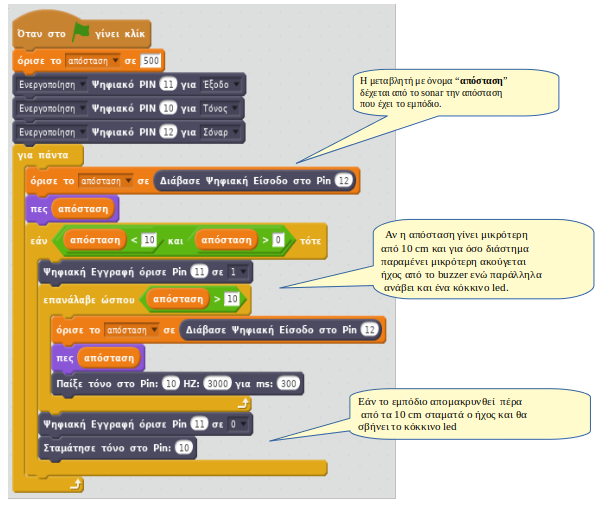 Όταν στο γίνει κλίκ
όρισε το απόσταση σε 500
Ενεργοποίηση Ψηφιακό PIN 11 για Έξοδο
Ενεργοποίηση Ψηφιακό PIN 10 για Τόνος
Ενεργοποίηση Ψηφιακό PIN 12 για Σόναρ
για πάντα
όρισε το απόσταση σε Διάβασε Ψηφιακή Είσοδο στο Pin 12
πες απόσταση
εάν απόσταση < 10 και απόσταση > 0 τότε
Ψηφιακή Εγγραφή όρισε Pin 11 σε 1
επανάλαβε ώσπου απόσταση > 10
όρισε το απόσταση σε Διάβασε Ψηφιακή Είσοδο στο Pin 12
πες απόσταση
Παίξε τόνο στο Pin: 10 HZ: 3000 για ms: 300
Ψηφιακή Εγγραφή όρισε Pin 11 σε 0
Σταμάτησε τόνο στο Pin: 10
Η μεταβλητή με όνομα “απόσταση”
δέχεται από το sonar την απόσταση
που έχει το εμπόδιο.
Αν η απόσταση γίνει μικρότερη
από 10 cm και για όσο διάστημα
παραμένει μικρότερη ακούγεται
ήχος από το buzzer ενώ παράλληλα
ανάβει και ένα κόκκινο led.
Εάν το εμπόδιο απομακρυνθεί πέρα
από τα 10 cm σταματά ο ήχος και θα
σβήνει το κόκκινο led